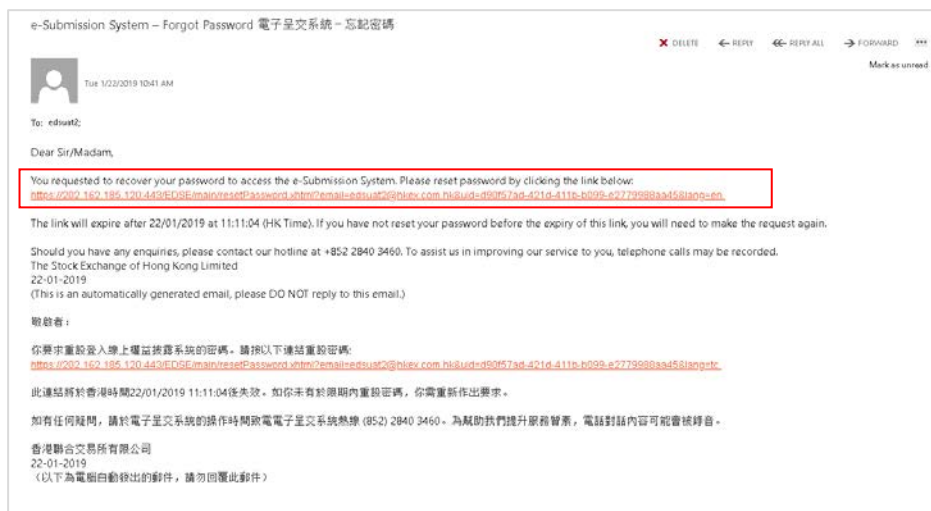 e-Submission System – Forgot Password 電子呈交系統－忘記密碼
DELETE REPLY REPLY ALL FORWARD •••
Mark as unread
Tue 1/22/2019 10:41 AM
To: edsuat2;
Dear Sir/Madam,
You requested to recover your password to access the e-Submission System. Please reset password by clicking the link below:
https://202.162.185.120:443/EDSE/main/resetPassword.xhtml?email=edsuat2@hkex.com.hk&uid=d90f57ad-421d-411b-b099-e2779988aa45&lang=en.
The link will expire after 22/01/2019 at 11:11:04 (HK Time). If you have not reset your password before the expiry of this link, you will need to make the request again.
Should you have any enquiries, please contact our hotline at +852 2840 3460. To assist us in improving our service to you, telephone calls may be recorded.
The Stock Exchange of Hong Kong Limited
22-01-2019
(This is an automatically generated email, please DO NOT reply to this email.)
敬啟者：
你要求重設登入線上權益披露系統的密碼。請按以下連結重設密碼:
https://202.162.185.120:443/EDSE/main/resetPassword.xhtml?email=edsuat2@hkex.com.hk&uid=d90f57ad-421d-411b-b099-e2779988aa45&lang=tc.
此連結將於香港時間22/01/2019 11:11:04後失效。如你未有於限期內重設密碼，你需重新作出要求。
如有任何疑問，請於電子呈交系統的操作時間致電電子呈交系統熱線 (852) 2840 3460。為幫助我們提升服務質素，電話對話內容可能會被錄音。
香港聯合交易所有限公司
22-01-2019
（以下為電腦自動發出的郵件，請勿回覆此郵件）